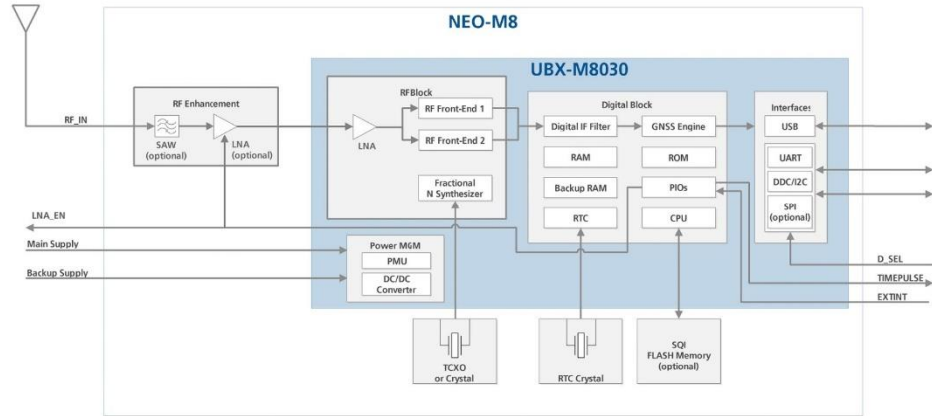 NEO-M8
UBX-M8030
RF Enhancement
RF_IN
SAW
(optional)
LNA
(optional)
RFBlock
LNA
RF Front-End 1
RF Front-End 2
Fractional
N Synthesizer
Digital Block
Digital IF Filter
GNSS Engine
RAM
ROM
Backup RAM
PIOs
RTC
CPU
Interfaces
USB
UART
DDC/I2C
SPI
(optional)
LNA_EN
Main Supply
Backup Supply
Power MGM
PMU
DC/DC
Converter
D_SEL
TIMEPULSE
EXTINT
TCXO
or Crystal
RTC Crystal
SQI
FLASH Memory
(optional)